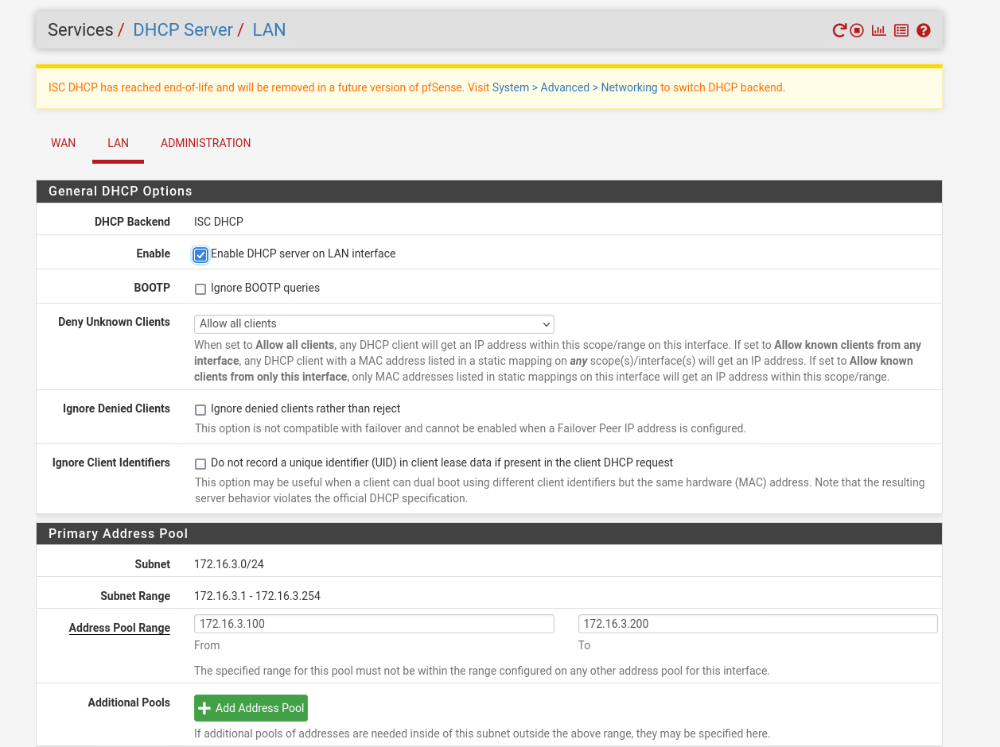 Services / DHCP Server / LAN
ISC DHCP has reached end-of-life and will be removed in a future version of pfSense. Visit System > Advanced > Networking to switch DHCP backend.
WAN LAN ADMINISTRATION
General DHCP Options
DHCP Backend ISC DHCP
Enable Enable DHCP server on LAN interface
BOOTP Ignore BOOTP queries
Deny Unknown Clients Allow all clients
When set to Allow all clients, any DHCP client will get an IP address within this scope/range on this interface. If set to Allow known clients from any
interface, any DHCP client with a MAC address listed in a static mapping on any scope(s)/interface(s) will get an IP address. If set to Allow known
clients from only this interface, only MAC addresses listed in static mappings on this interface will get an IP address within this scope/range.
Ignore Denied Clients Ignore denied clients rather than reject
This option is not compatible with failover and cannot be enabled when a Failover Peer IP address is configured.
Ignore Client Identifiers Do not record a unique identifier (UID) in client lease data if present in the client DHCP request
This option may be useful when a client can dual boot using different client identifiers but the same hardware (MAC) address. Note that the resulting
server behavior violates the official DHCP specification.
Primary Address Pool
Subnet 172.16.3.0/24
Subnet Range 172.16.3.1 - 172.16.3.254
Address Pool Range 172.16.3.100 172.16.3.200
From To
The specified range for this pool must not be within the range configured on any other address pool for this interface.
Additional Pools Add Address Pool
If additional pools of addresses are needed inside of this subnet outside the above range, they may be specified here.